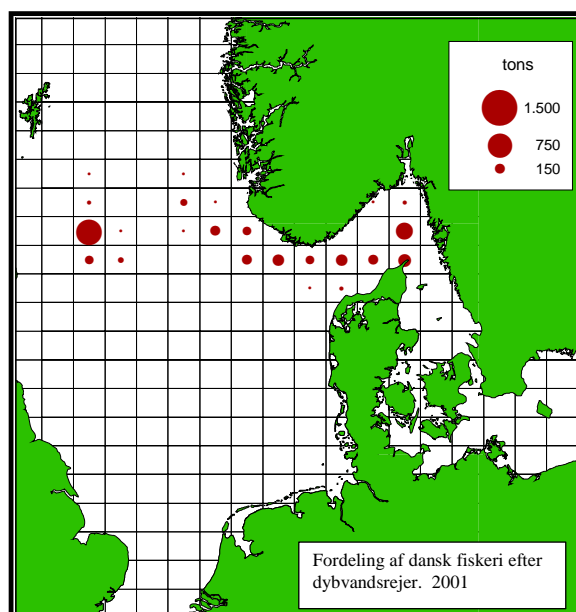 tons
1.500
750
150
Fordeling af dansk fiskeri efter
dybvandsrejer. 2001